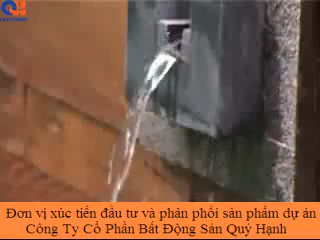 Đơn vị xúc tiến đầu tư và phân phối sản phẩm dự án
Công Ty Cổ Phần Bất Động Sản Quý Hạnh